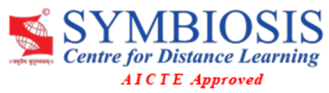 SYMBIOSIS
Centre for Distance Learning
AICTE Approved